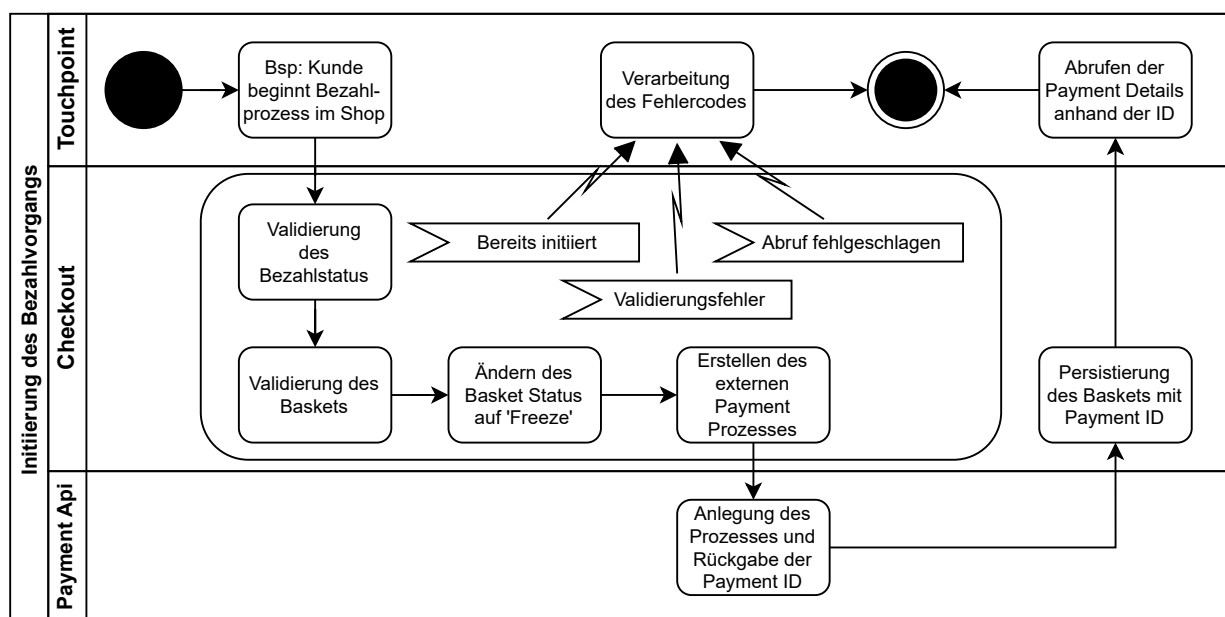 Initiierung des Bezahlvorgangs
Touchpoint
Bsp: Kunde
beginnt Bezahl-
prozess im Shop
Verarbeitung
des Fehlercodes
Abrufen der
Payment Details
anhand der ID
Checkout
Validierung
des
Bezahlstatus
Bereits initiiert
Abruf fehlgeschlagen
Validierungsfehler
Validierung des
Baskets
Ändern des
Basket Status
auf 'Freeze'
Erstellen des
externen
Payment
Prozesses
Persistierung
des Baskets mit
Payment ID
Payment Api
Anlegung des
Prozesses und
Rückgabe der
Payment ID